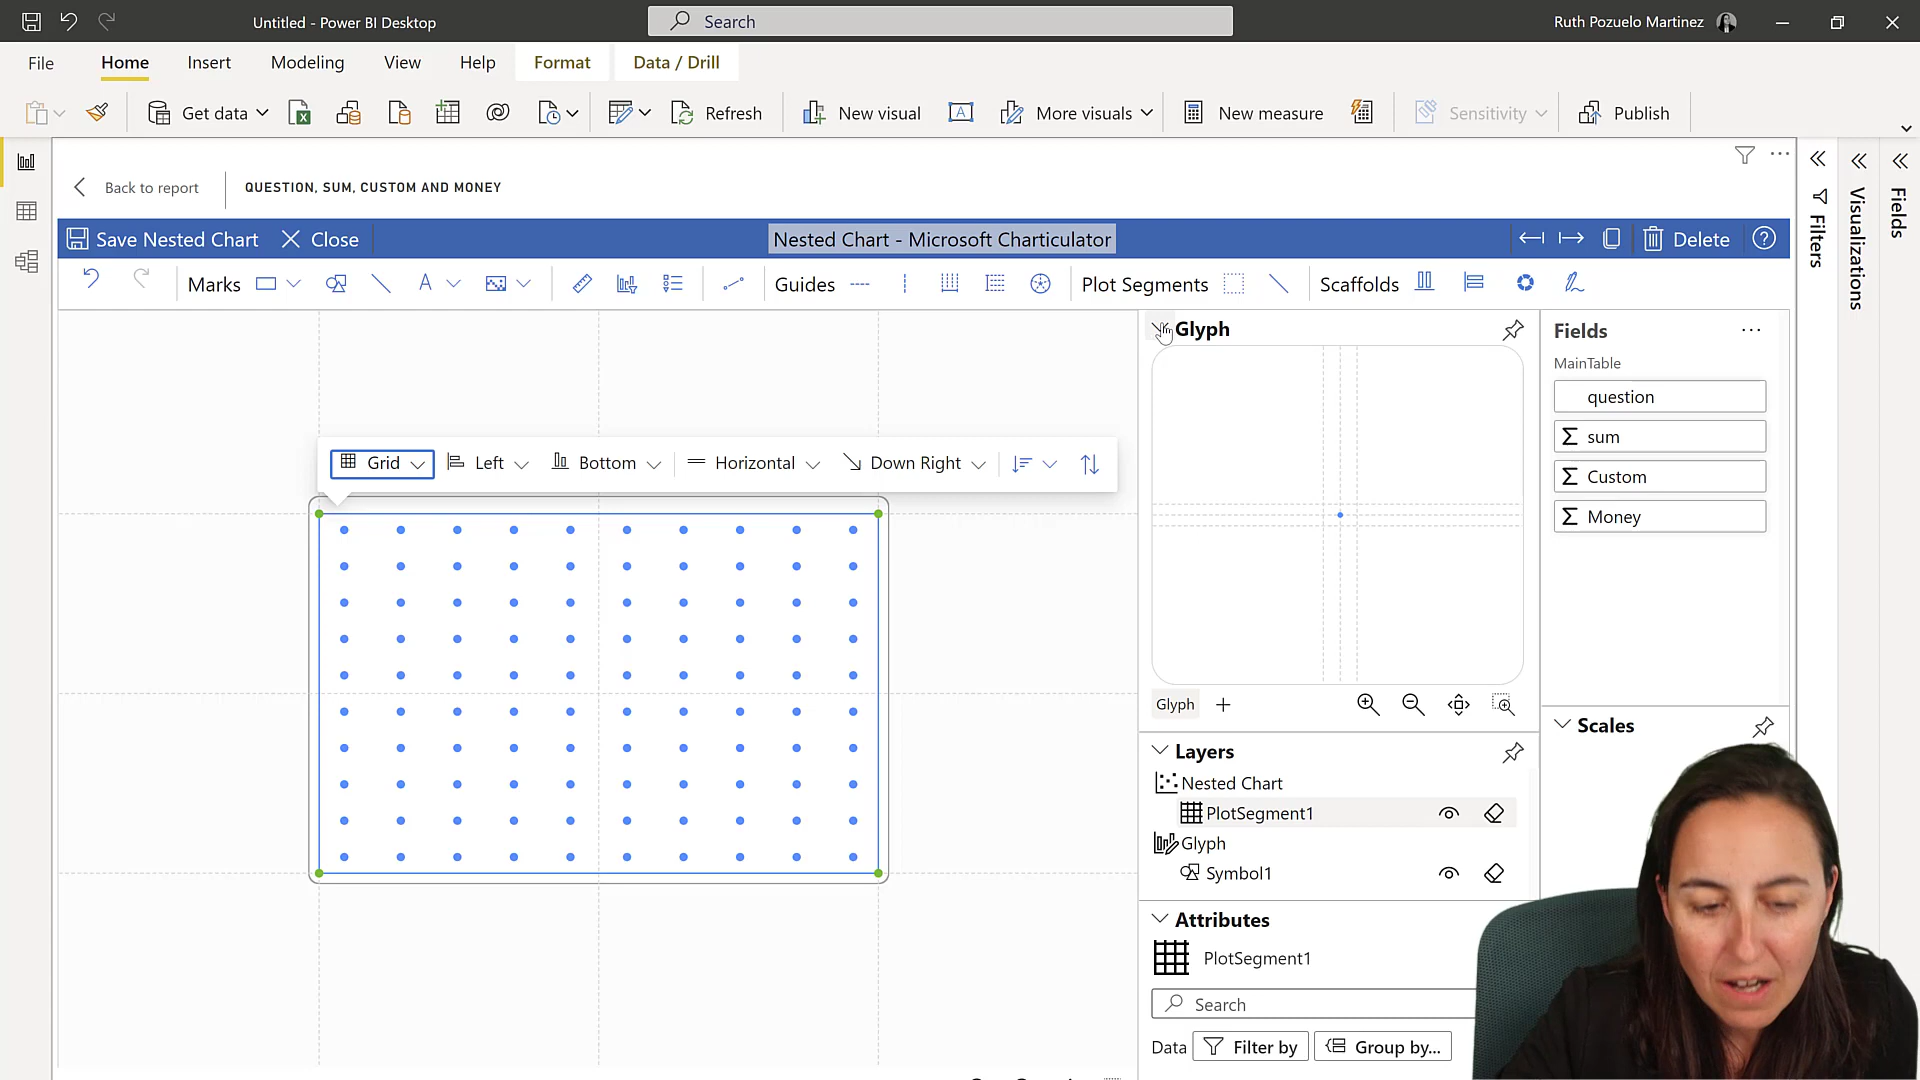 Untitled - Power BI Desktop
Search
Ruth Pozuelo Martinez
File
Home
Insert
Modeling
View
Help
Format
Data / Drill
Get data
Refresh
New visual
More visuals
New measure
Sensitivity
Publish
Back to report
QUESTION, SUM, CUSTOM AND MONEY
Filters
Visualizations
Fields
Save Nested Chart
Close
Nested Chart - Microsoft Charticulator
Delete
Marks
Guides
Plot Segments
Scaffolds
Glyph
Fields
MainTable
question
sum
Custom
Money
Grid
Left
Bottom
Horizontal
Down Right
Glyph
Scales
Layers
Nested Chart
PlotSegment1
Glyph
Symbol1
Attributes
PlotSegment1
Search
Data
Filter by
Group by...